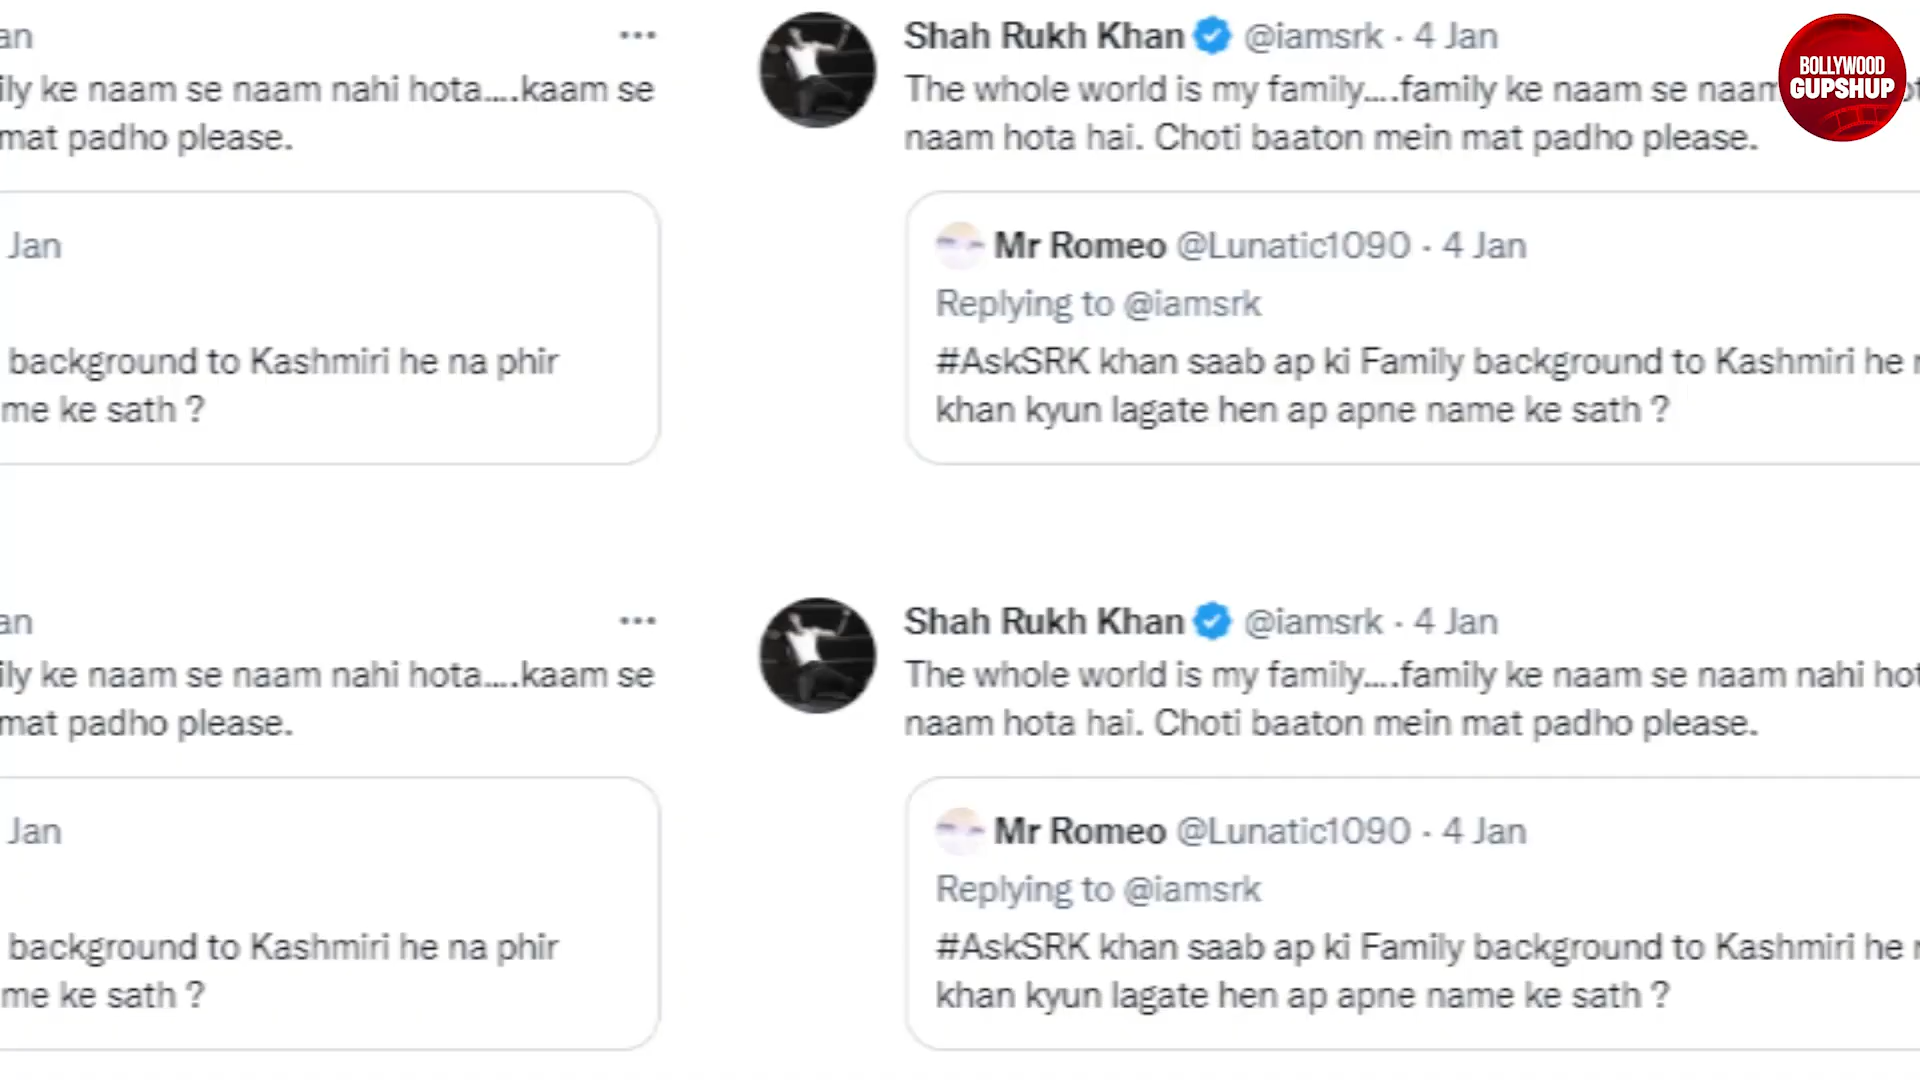 an
ily ke naam se naam nahi hota....kaam se
mat padho please.
Jan
background to Kashmiri he na phir
me ke sath ?
Shah Rukh Khan @iamsrk · 4 Jan
The whole world is my family....family ke naam se naam
naam hota hai. Choti baaton mein mat padho please.
Mr Romeo @Lunatic1090 · 4 Jan
Replying to @iamsrk
#AskSRK khan saab ap ki Family background to Kashmiri he
khan kyun lagate hen ap apne name ke sath ?
BOLLYWOOD
GUPSHUP
an
ily ke naam se naam nahi hota....kaam se
mat padho please.
Jan
background to Kashmiri he na phir
me ke sath ?
Shah Rukh Khan @iamsrk · 4 Jan
The whole world is my family....family ke naam se naam nahi hot
naam hota hai. Choti baaton mein mat padho please.
Mr Romeo @Lunatic1090 · 4 Jan
Replying to @iamsrk
#AskSRK khan saab ap ki Family background to Kashmiri he
khan kyun lagate hen ap apne name ke sath ?